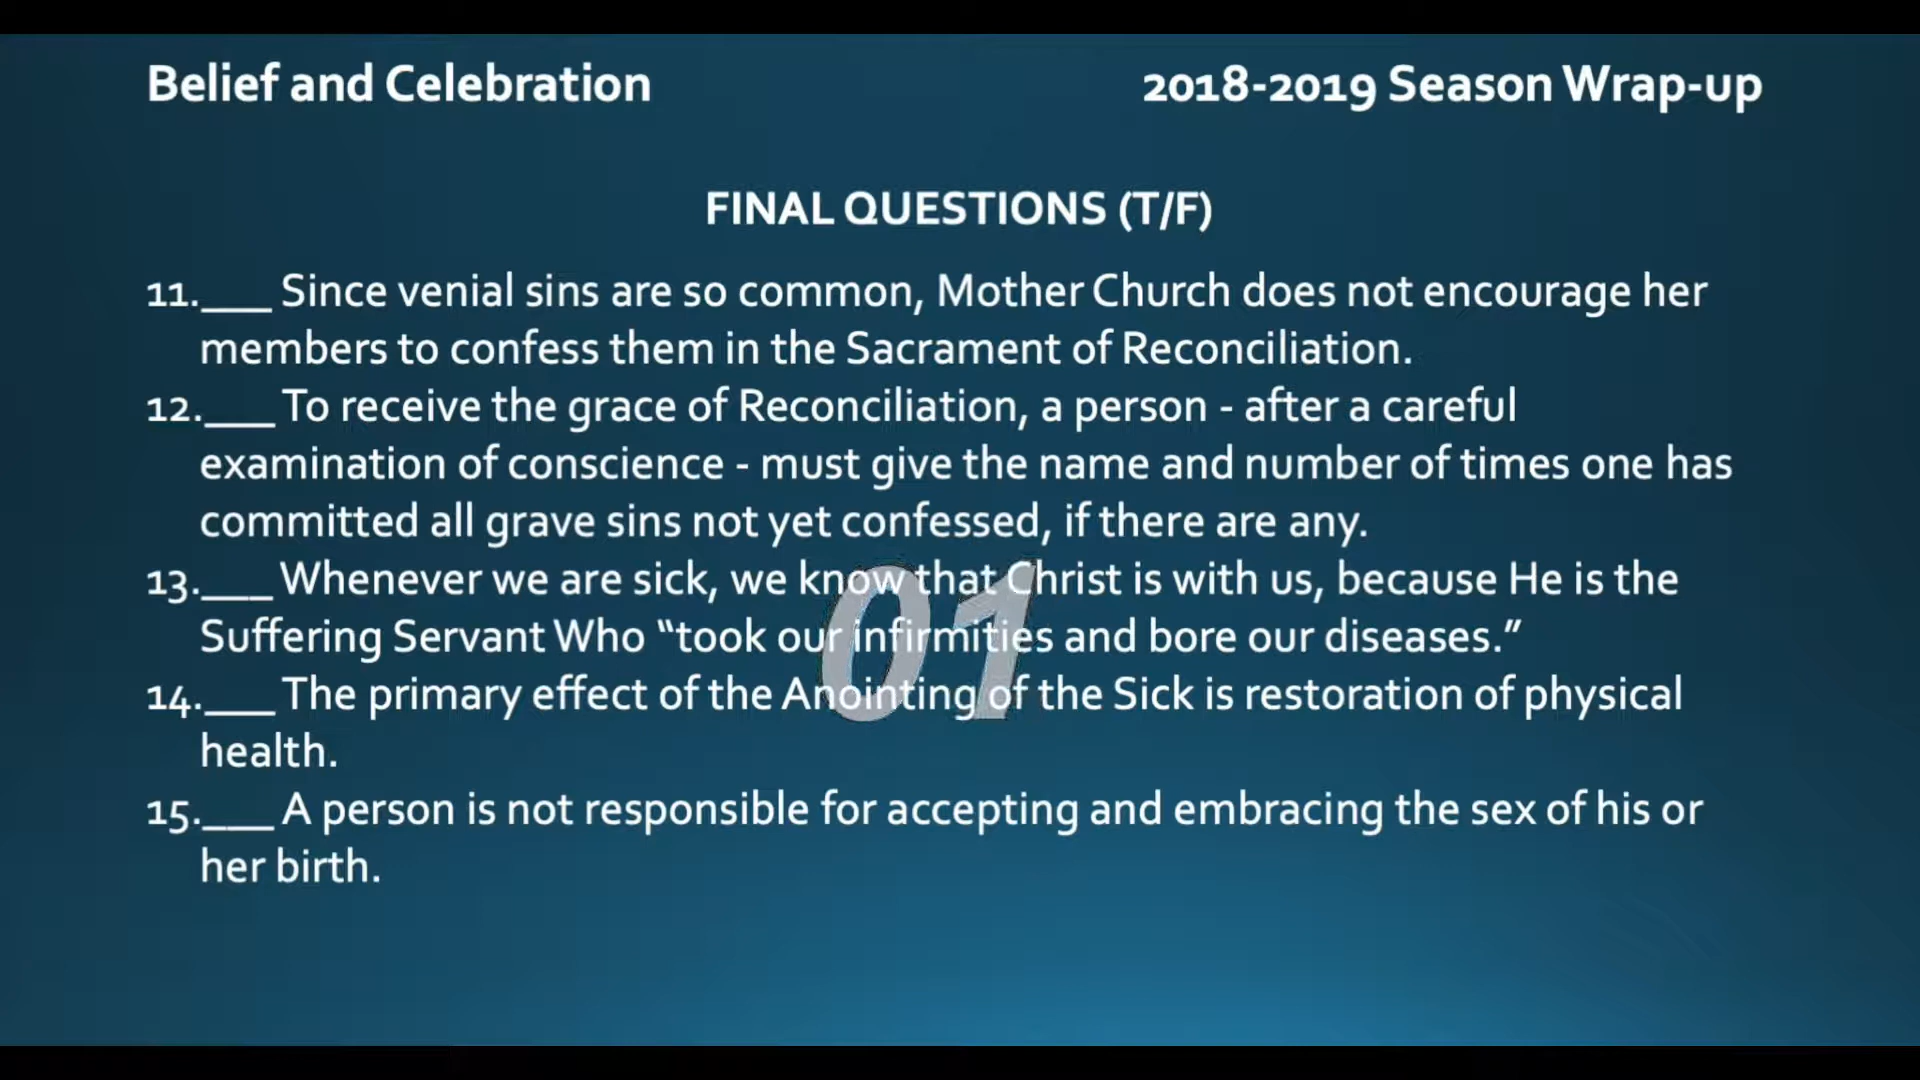 Belief and Celebration 2018-2019 Season Wrap-up
FINAL QUESTIONS (T/F)
11.___ Since venial sins are so common, Mother Church does not encourage her
members to confess them in the Sacrament of Reconciliation.
12.___ To receive the grace of Reconciliation, a person - after a careful
examination of conscience - must give the name and number of times one has
committed all grave sins not yet confessed, if there are any.
13.___ Whenever we are sick, we know that Christ is with us, because He is the
Suffering Servant Who “took our infirmities and bore our diseases.”
01
14.___ The primary effect of the Anointing of the Sick is restoration of physical
health.
15.___ A person is not responsible for accepting and embracing the sex of his or
her birth.